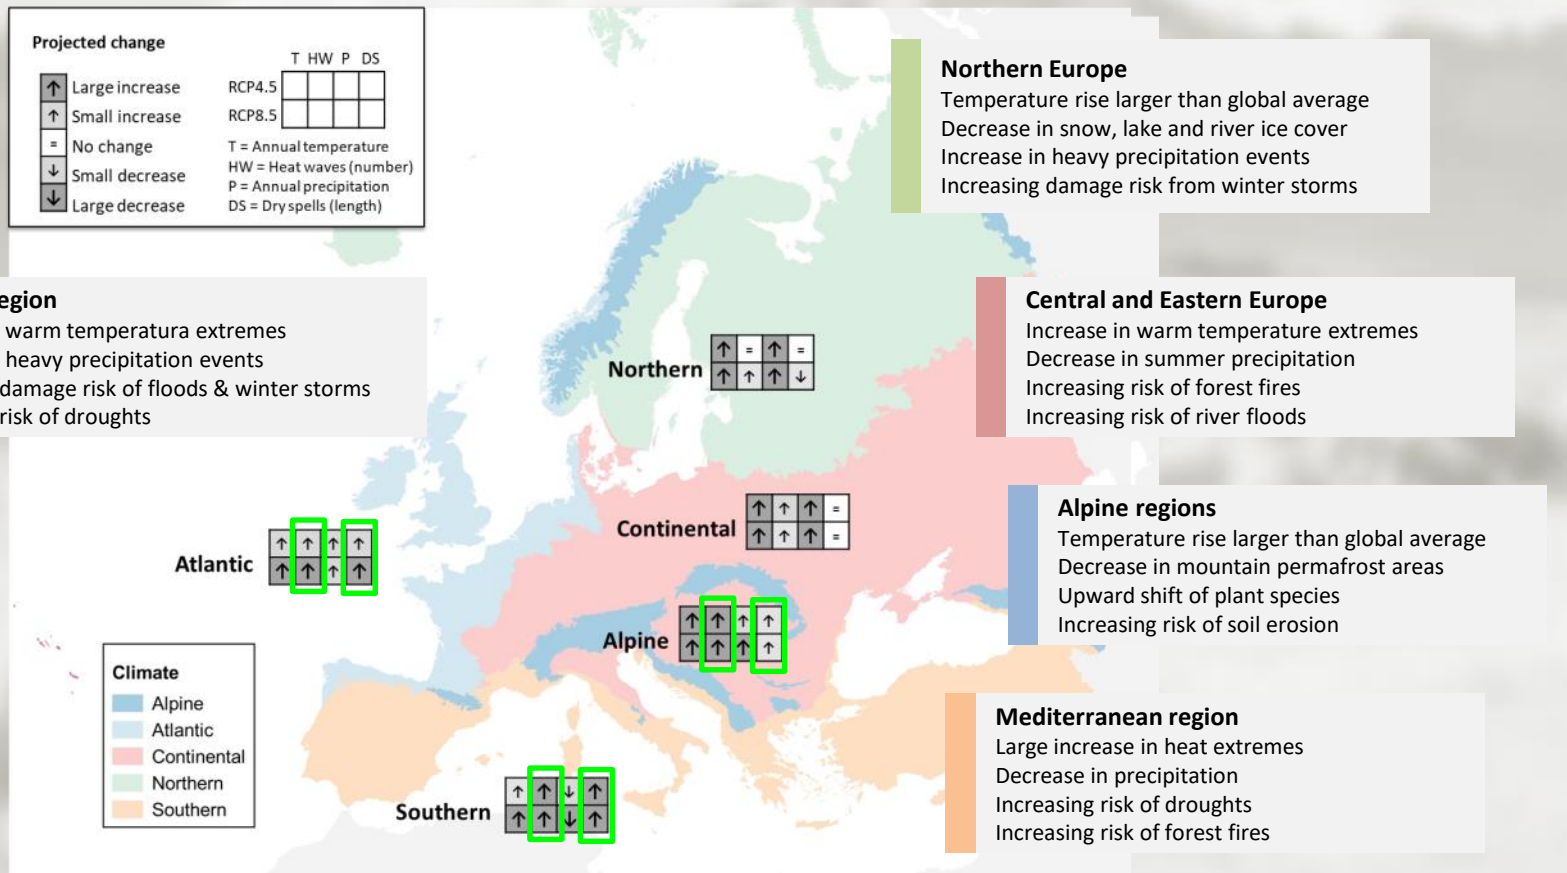 Projected change
T HW P DS
↑ Large increase
RCP4.5
↑ Small increase
RCP8.5
= No change
↓ Small decrease
↓ Large decrease
T = Annual temperature
HW = Heat waves (number)
P = Annual precipitation
DS = Dry spells (length)
Northern Europe
Temperature rise larger than global average
Decrease in snow, lake and river ice cover
Increase in heavy precipitation events
Increasing damage risk from winter storms
egion
warm temperatura extremes
heavy precipitation events
damage risk of floods & winter storms
risk of droughts
Central and Eastern Europe
Increase in warm temperature extremes
Decrease in summer precipitation
Increasing risk of forest fires
Increasing risk of river floods
Northern
↑ = ↑ =
↑ ↑ ↑ ↓
Continental
↑ ↑ ↑ =
↑ ↑ ↑ =
Atlantic
↑ ↑ ↑ ↑
↑ ↑ ↑ ↑
Alpine
↑ ↑ ↑ ↑
↑ ↑ ↑ ↑
Southern
↑ ↑ ↓ ↑
↑ ↑ ↓ ↑
Alpine regions
Temperature rise larger than global average
Decrease in mountain permafrost areas
Upward shift of plant species
Increasing risk of soil erosion
Climate
Alpine
Atlantic
Continental
Northern
Southern
Mediterranean region
Large increase in heat extremes
Decrease in precipitation
Increasing risk of droughts
Increasing risk of forest fires